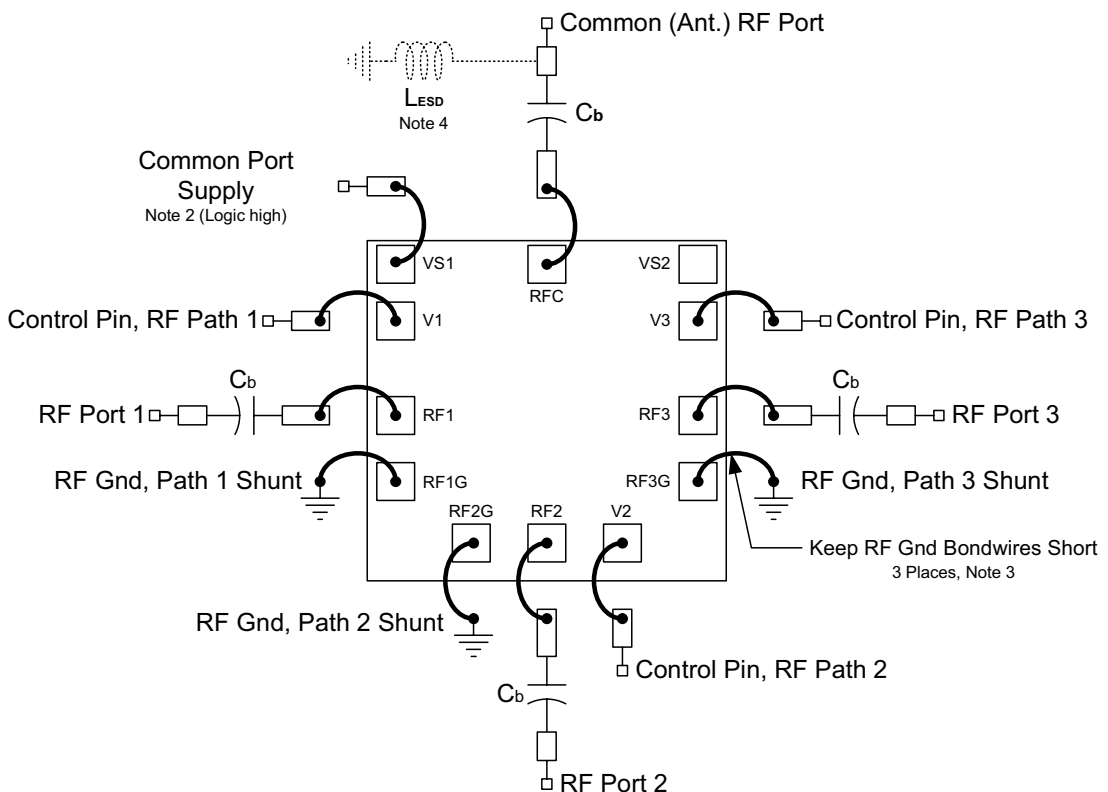 Common (Ant.) RF Port
LESD
Note 4
Cb
Common Port
Supply
Note 2 (Logic high)
VS1
RFC
VS2
Control Pin, RF Path 1
V1
V3
Control Pin, RF Path 3
Cb
Cb
RF Port 1
RF1
RF3
RF Port 3
RF Gnd, Path 1 Shunt
RF1G
RF3G
RF Gnd, Path 3 Shunt
RF2G
RF2
V2
Keep RF Gnd Bondwires Short
3 Places, Note 3
RF Gnd, Path 2 Shunt
Control Pin, RF Path 2
Cb
RF Port 2